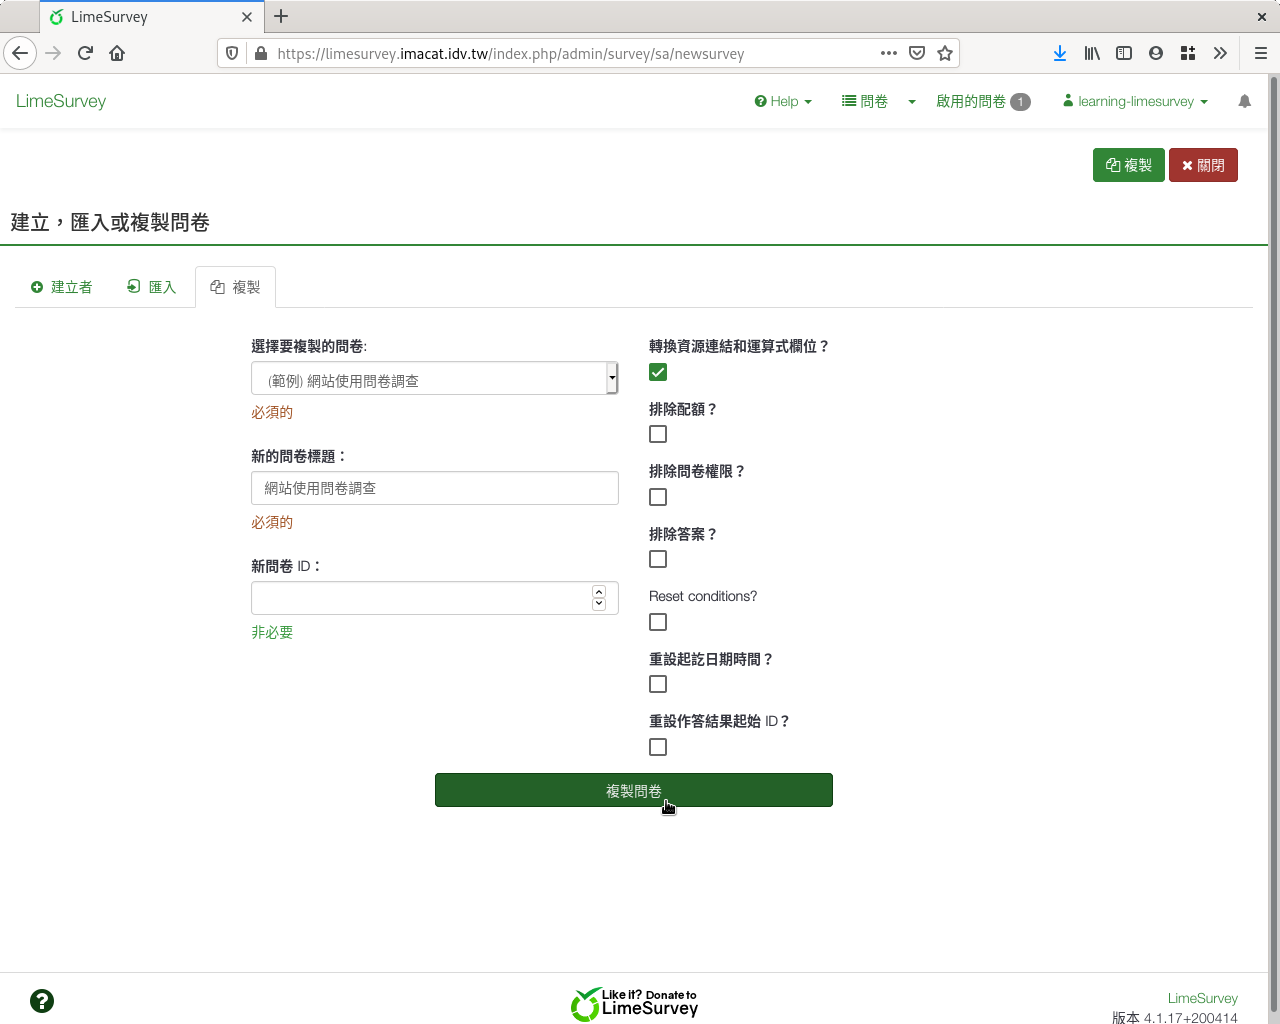 LimeSurvey
https://limesurvey.imacat.idv.tw/index.php/admin/survey/sa/newsurvey
LimeSurvey
Help
問卷
啟用的問卷 1
learning-limesurvey
複製
關閉
建立，匯入或複製問卷
建立者
匯入
複製
選擇要複製的問卷:
(範例) 網站使用問卷調查
必須的
新的問卷標題：
網站使用問卷調查
必須的
新問卷 ID：
非必要
轉換資源連結和運算式欄位？
排除配額？
排除問卷權限？
排除答案？
Reset conditions?
重設起訖日期時間？
重設作答結果起始 ID？
複製問卷
Like it? Donate to
LimeSurvey
LimeSurvey
版本 4.1.17+200414